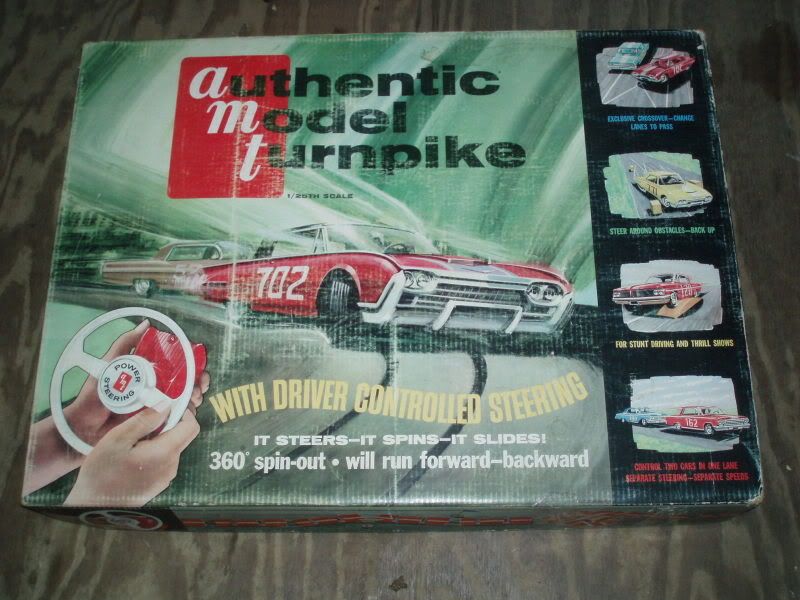 authentic
model
turnpike
1/25TH SCALE
702
POWER
STEERING
WITH DRIVER CONTROLLED STEERING
IT STEERS—IT SPINS—IT SLIDES!
360° spin-out • will run forward—backward
EXCLUSIVE CROSSOVER—CHANGE
LANES TO PASS
STEER AROUND OBSTACLES—BACK UP
FOR STUNT DRIVING AND THRILL SHOWS
162
CONTROL TWO CARS IN ONE LANE
SEPARATE STEERING—SEPARATE SPEEDS